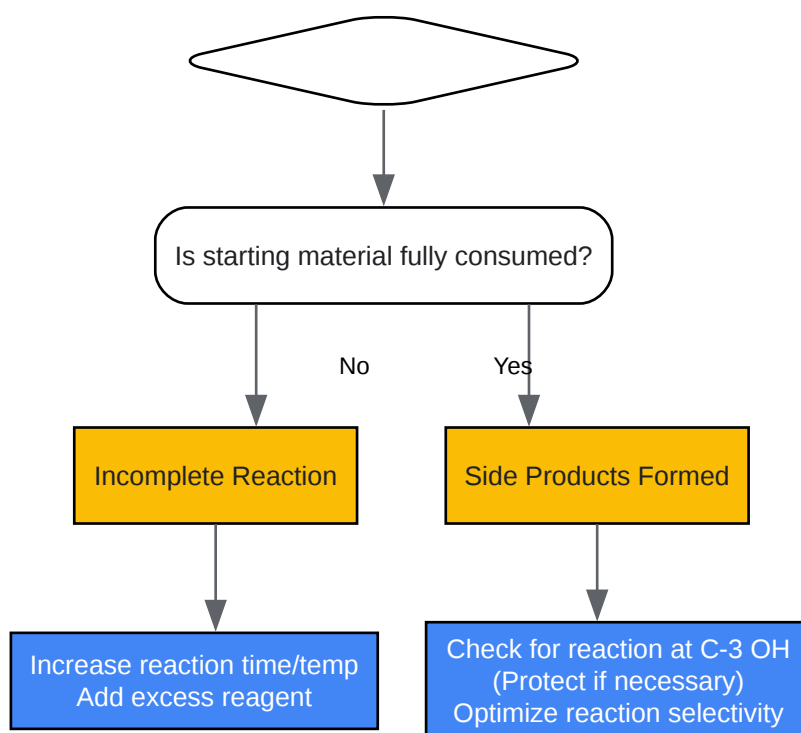 Is starting material fully consumed?
No
Yes
Incomplete Reaction
Side Products Formed
Increase reaction time/temp
Add excess reagent
Check for reaction at C-3 OH
(Protect if necessary)
Optimize reaction selectivity